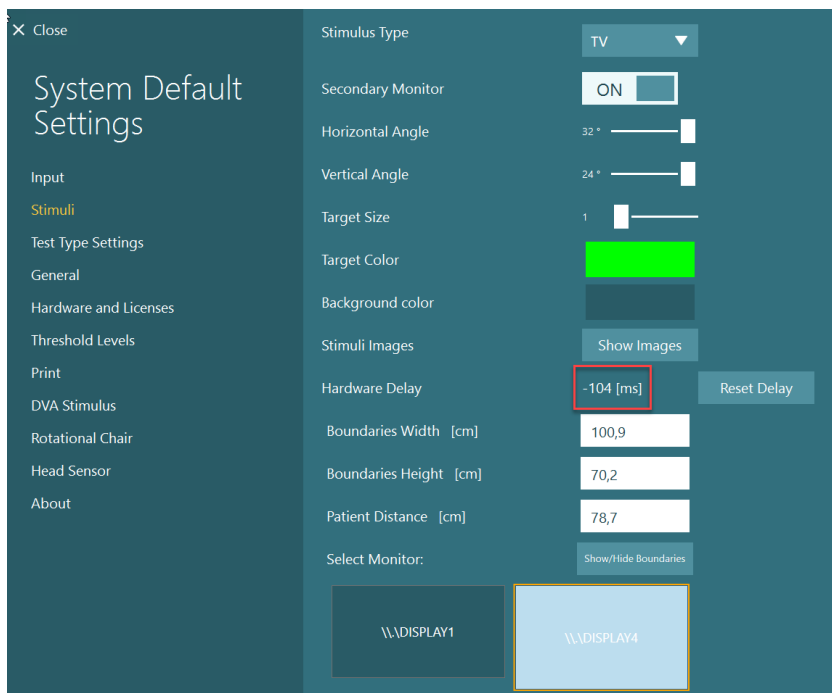 Close
System Default
Settings
Input
Stimuli
Test Type Settings
General
Hardware and Licenses
Threshold Levels
Print
DVA Stimulus
Rotational Chair
Head Sensor
About
Stimulus Type TV
Secondary Monitor ON
Horizontal Angle 32 °
Vertical Angle 24 °
Target Size 1
Target Color
Background color
Stimuli Images Show Images
Hardware Delay -104 [ms] Reset Delay
Boundaries Width [cm] 100,9
Boundaries Height [cm] 70,2
Patient Distance [cm] 78,7
Select Monitor: Show/Hide Boundaries
\\.\DISPLAY1 \\.\DISPLAY4